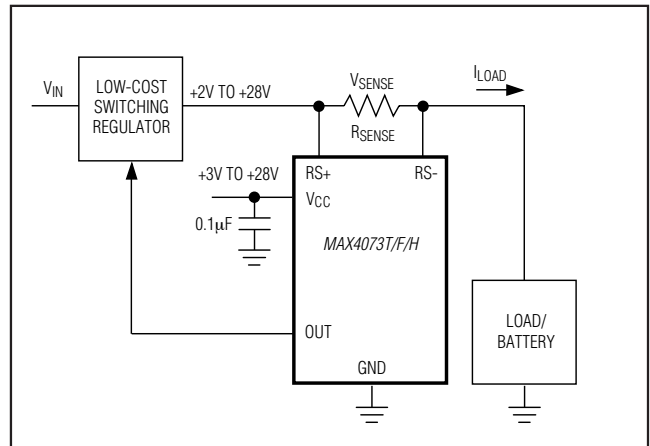 V_IN
LOW-COST
SWITCHING
REGULATOR
+2V TO +28V
V_SENSE
R_SENSE
I_LOAD
+3V TO +28V
0.1µF
RS+
RS-
V_CC
MAX4073T/F/H
OUT
GND
LOAD/
BATTERY